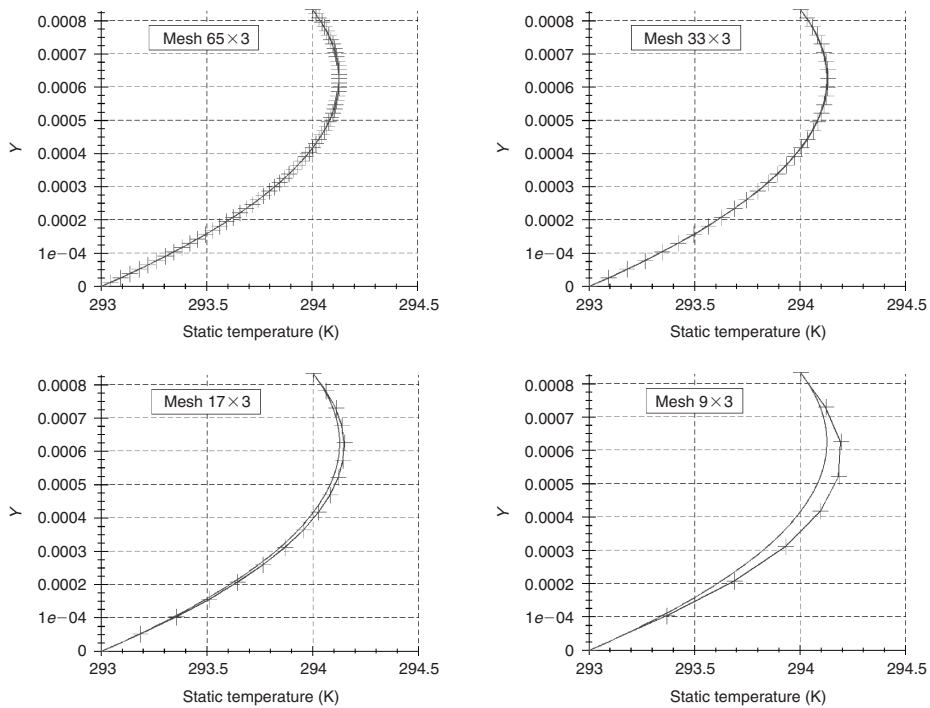 Mesh 65×3
Y
0.0008
0.0007
0.0006
0.0005
0.0004
0.0003
0.0002
1e−04
0
293 293.5 294 294.5
Static temperature (K)
Mesh 33×3
Y
0.0008
0.0007
0.0006
0.0005
0.0004
0.0003
0.0002
1e−04
0
293 293.5 294 294.5
Static temperature (K)
Mesh 17×3
Y
0.0008
0.0007
0.0006
0.0005
0.0004
0.0003
0.0002
1e−04
0
293 293.5 294 294.5
Static temperature (K)
Mesh 9×3
Y
0.0008
0.0007
0.0006
0.0005
0.0004
0.0003
0.0002
1e−04
0
293 293.5 294 294.5
Static temperature (K)